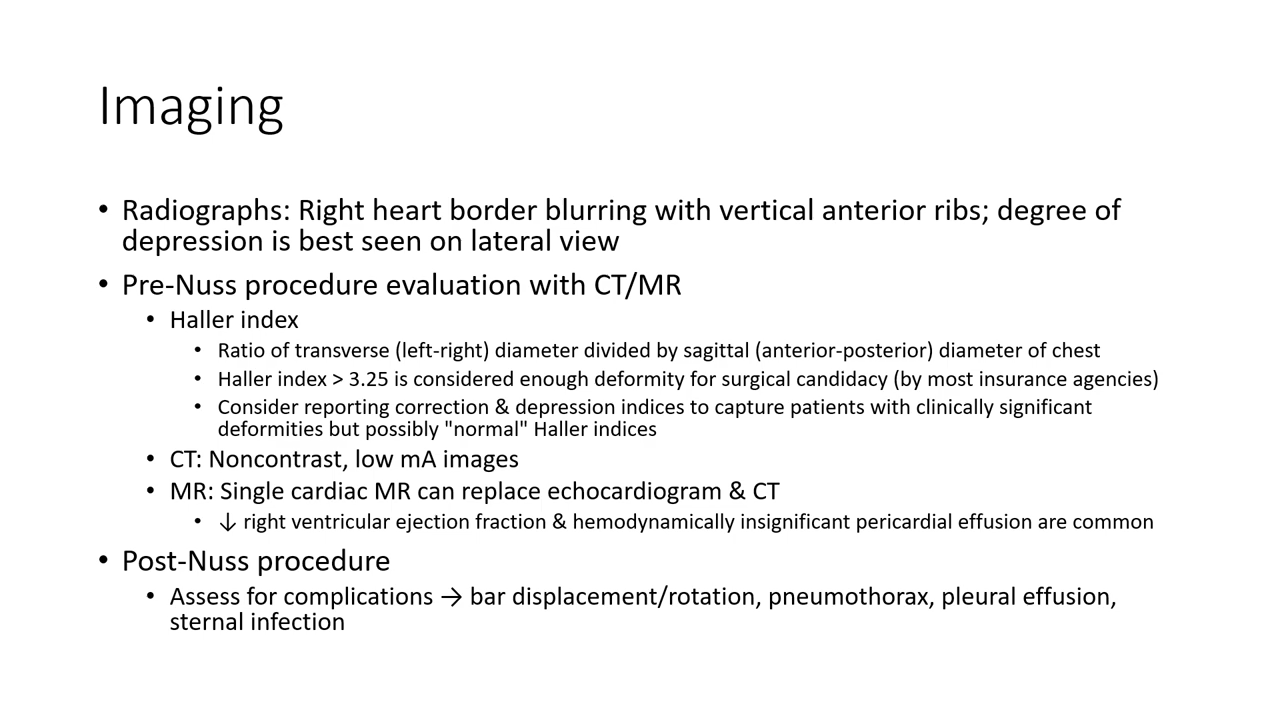 Imaging
• Radiographs: Right heart border blurring with vertical anterior ribs; degree of
depression is best seen on lateral view
• Pre-Nuss procedure evaluation with CT/MR
• Haller index
• Ratio of transverse (left-right) diameter divided by sagittal (anterior-posterior) diameter of chest
• Haller index > 3.25 is considered enough deformity for surgical candidacy (by most insurance agencies)
• Consider reporting correction & depression indices to capture patients with clinically significant
deformities but possibly "normal" Haller indices
• CT: Noncontrast, low mA images
• MR: Single cardiac MR can replace echocardiogram & CT
• ↓ right ventricular ejection fraction & hemodynamically insignificant pericardial effusion are common
• Post-Nuss procedure
• Assess for complications → bar displacement/rotation, pneumothorax, pleural effusion,
sternal infection